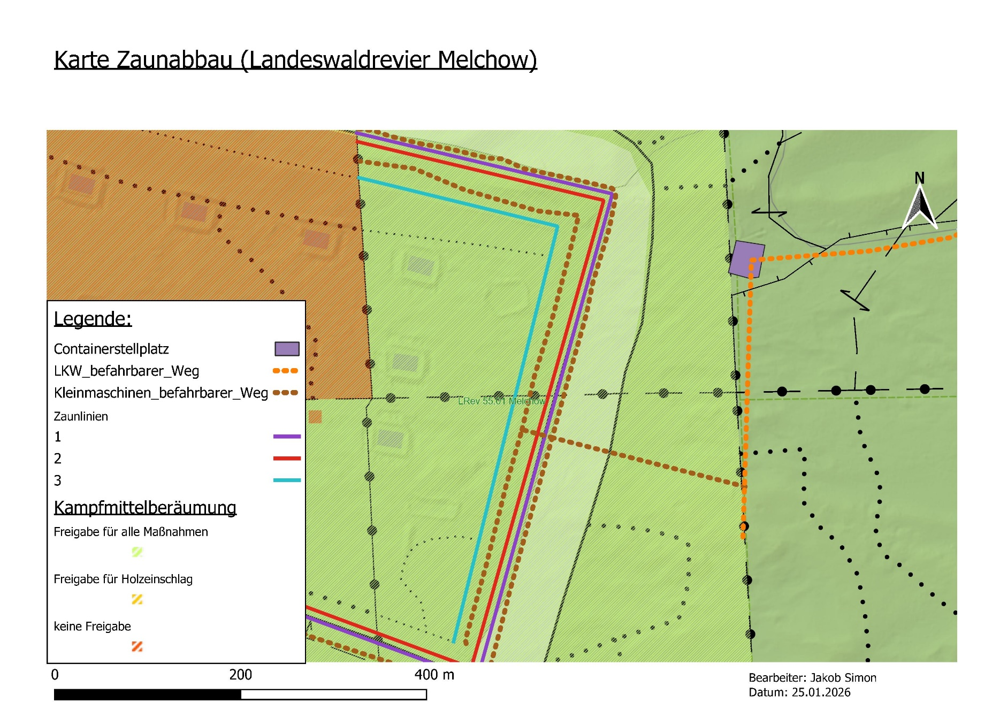 Karte Zaunabbau (Landeswaldrevier Melchow)
N
LRev 55.01 Melchow
Legende:
Containerstellplatz
LKW_befahrbarer_Weg
Kleinmaschinen_befahrbarer_Weg
Zaunlinien
1
2
3
Kampfmittelberäumung
Freigabe für alle Maßnahmen
Freigabe für Holzeinschlag
keine Freigabe
0 200 400 m
Bearbeiter: Jakob Simon
Datum: 25.01.2026